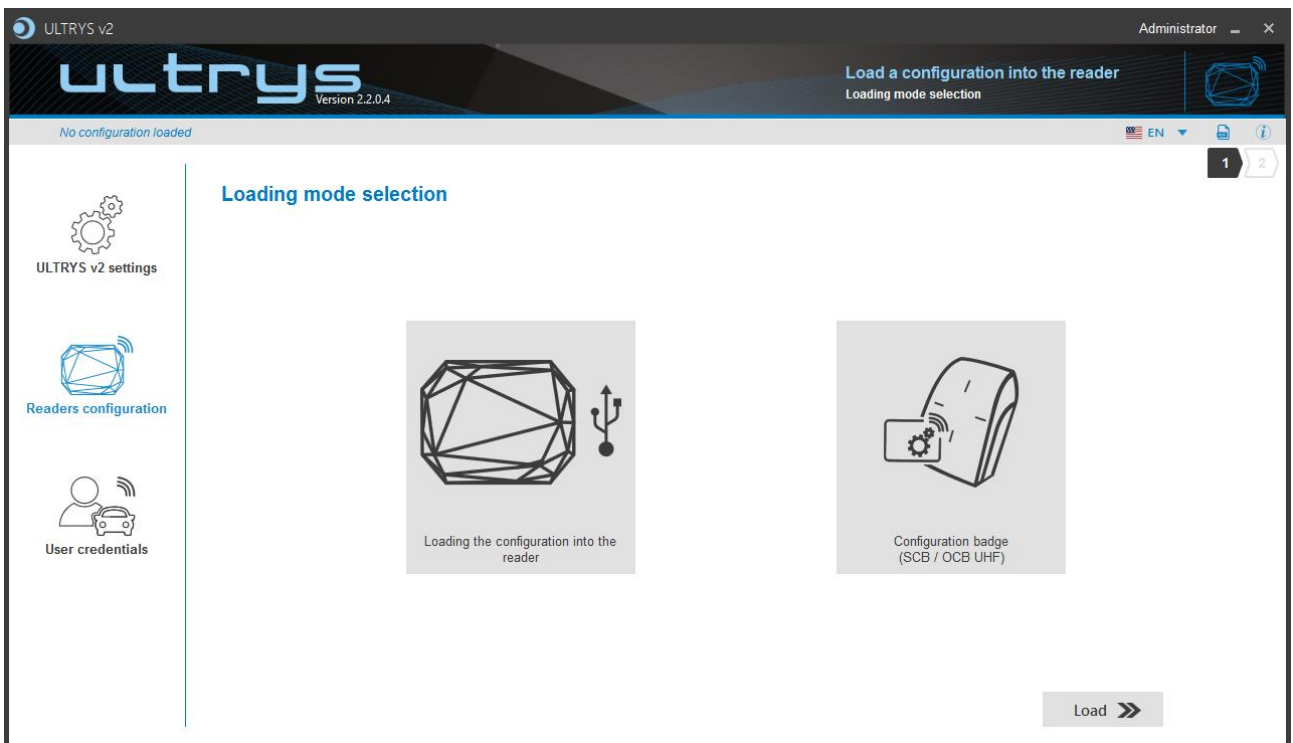 ULTRYS v2
Administrator
ultrys
Version 2.2.0.4
Load a configuration into the reader
Loading mode selection
No configuration loaded
EN
i
1
2
Loading mode selection
ULTRYS v2 settings
Readers configuration
User credentials
Loading the configuration into the
reader
Configuration badge
(SCB / OCB UHF)
Load